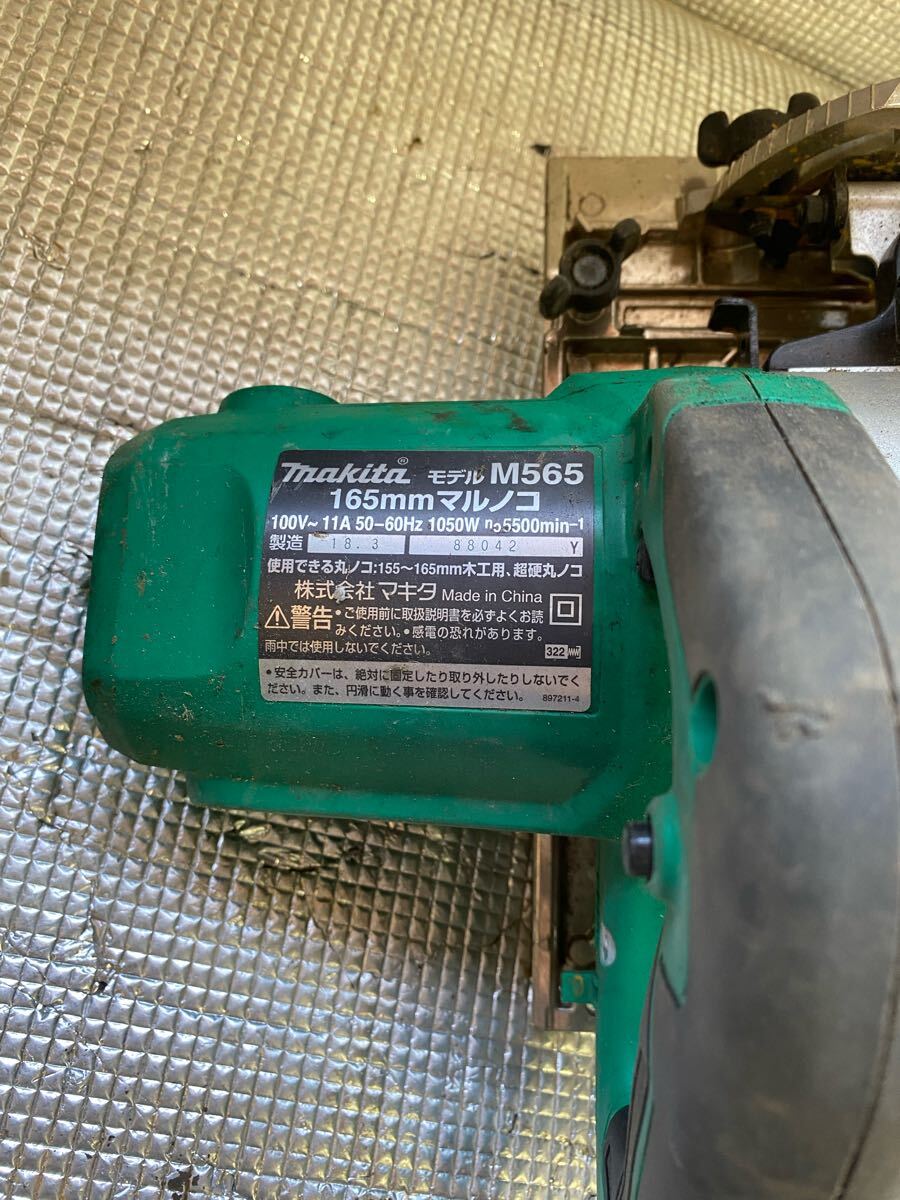 makita® モデル M565
165mmマルノコ
100V~ 11A 50-60Hz 1050W n₀5500min-1
製造 18.3 88042 Y
使用できる丸ノコ:155~165mm木工用、超硬丸ノコ
株式会社 マキタ Made in China
警告 •ご使用前に取扱説明書を必ずよくお読
みください。•感電の恐れがあります。
雨中では使用しないでください。
322
•安全カバーは、絶対に固定したり取り外したりしないでく
ださい。また、円滑に動く事を確認してください。 897211-4